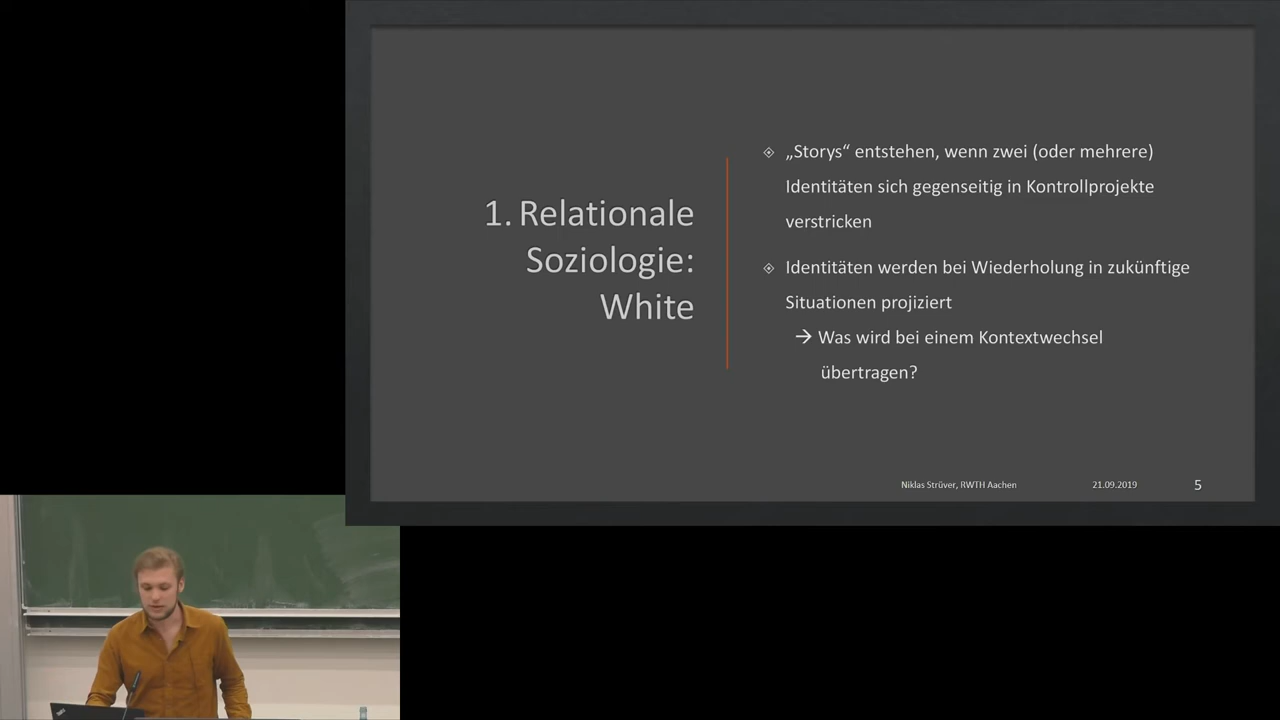 1. Relationale
Soziologie:
White
„Storys“ entstehen, wenn zwei (oder mehrere)
Identitäten sich gegenseitig in Kontrollprojekte
verstricken
Identitäten werden bei Wiederholung in zukünftige
Situationen projiziert
→ Was wird bei einem Kontextwechsel
übertragen?
Niklas Strüver, RWTH Aachen
21.09.2019
5